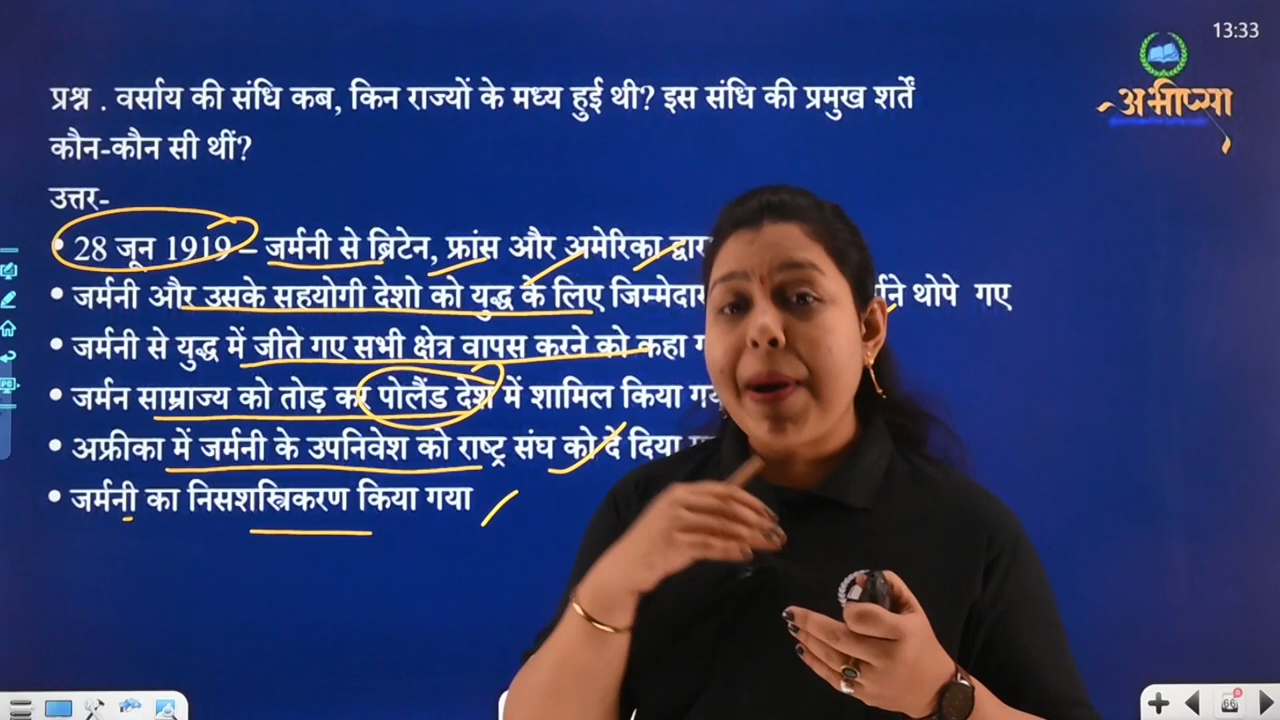 13:33
अभीप्सा
प्रश्न . वर्साय की संधि कब, किन राज्यों के मध्य हुई थी? इस संधि की प्रमुख शर्तें
कौन-कौन सी थीं?
उत्तर-
• 28 जून 1919 – जर्मनी से ब्रिटेन, फ्रांस और अमेरिका
• जर्मनी और उसके सहयोगी देशो को युद्ध के लिए थोपे गए
• जर्मनी से युद्ध में जीते गए सभी क्षेत्र वापस करने को कहा
• जर्मन साम्राज्य को तोड़ कर पोलैंड देश में शामिल किया
• अफ्रीका में जर्मनी के उपनिवेश को राष्ट्र संघ को दे दिया
• जर्मनी का निसशस्त्रिकरण किया गया
66